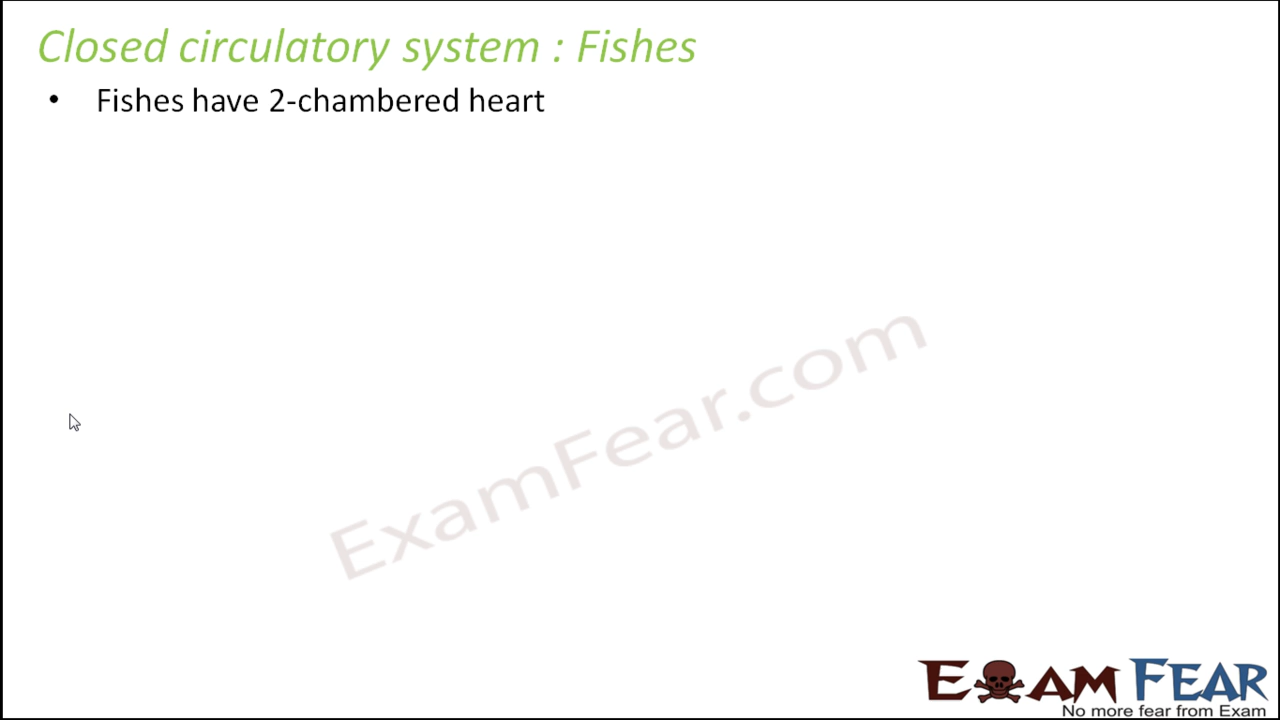 Closed circulatory system : Fishes
• Fishes have 2-chambered heart
ExamFear.com
EXAM FEAR
No more fear from Exam